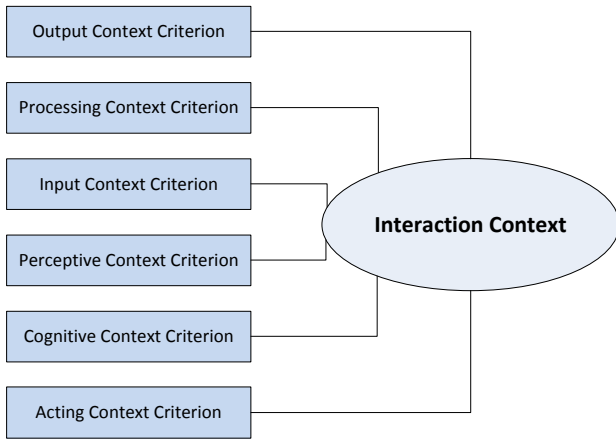 Output Context Criterion
Processing Context Criterion
Input Context Criterion
Perceptive Context Criterion
Cognitive Context Criterion
Acting Context Criterion
Interaction Context